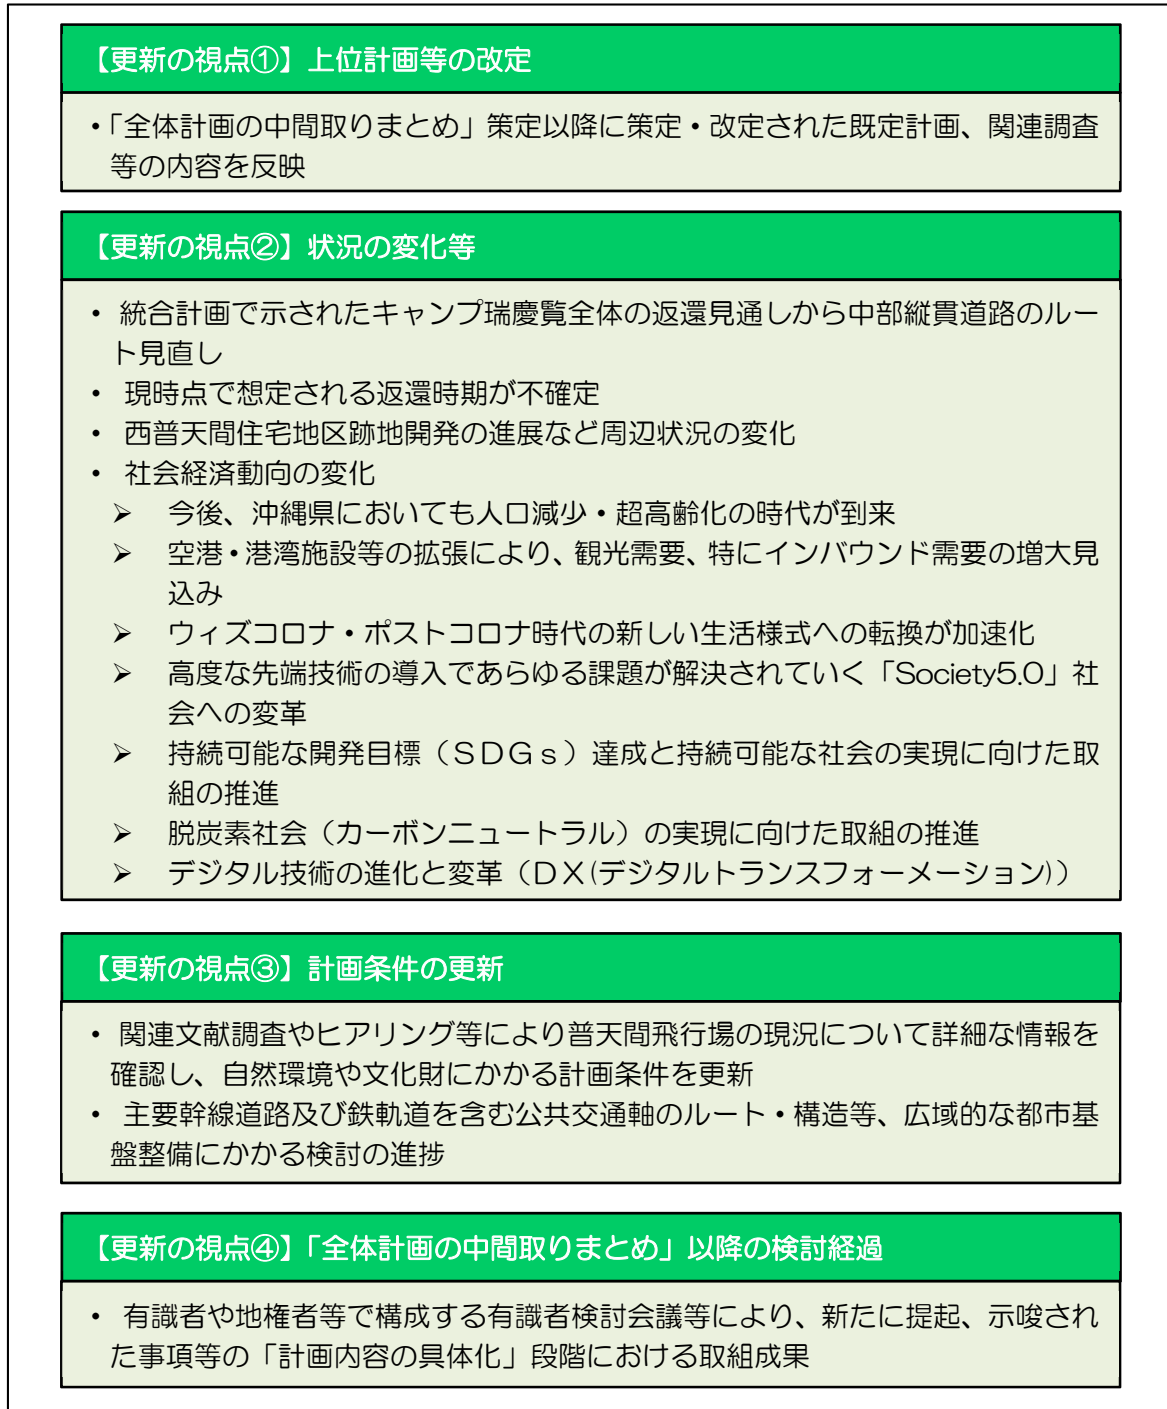 【更新の視点①】上位計画等の改定
・「全体計画の中間取りまとめ」策定以降に策定・改定された既定計画、関連調査
等の内容を反映
【更新の視点②】状況の変化等
・ 統合計画で示されたキャンプ瑞慶覧全体の返還見通しから中部縦貫道路のルー
ト見直し
・ 現時点で想定される返還時期が不確定
・ 西普天間住宅地区跡地開発の進展など周辺状況の変化
・ 社会経済動向の変化
➢ 今後、沖縄県においても人口減少・超高齢化の時代が到来
➢ 空港・港湾施設等の拡張により、観光需要、特にインバウンド需要の増大見
込み
➢ ウィズコロナ・ポストコロナ時代の新しい生活様式への転換が加速化
➢ 高度な先端技術の導入であらゆる課題が解決されていく「Society5.0」社
会への変革
➢ 持続可能な開発目標（ＳＤＧｓ）達成と持続可能な社会の実現に向けた取
組の推進
➢ 脱炭素社会（カーボンニュートラル）の実現に向けた取組の推進
➢ デジタル技術の進化と変革（ＤＸ(デジタルトランスフォーメーション)）
【更新の視点③】計画条件の更新
・ 関連文献調査やヒアリング等により普天間飛行場の現況について詳細な情報を
確認し、自然環境や文化財にかかる計画条件を更新
・ 主要幹線道路及び鉄軌道を含む公共交通軸のルート・構造等、広域的な都市基
盤整備にかかる検討の進捗
【更新の視点④】「全体計画の中間取りまとめ」以降の検討経過
・ 有識者や地権者等で構成する有識者検討会議等により、新たに提起、示唆され
た事項等の「計画内容の具体化」段階における取組成果